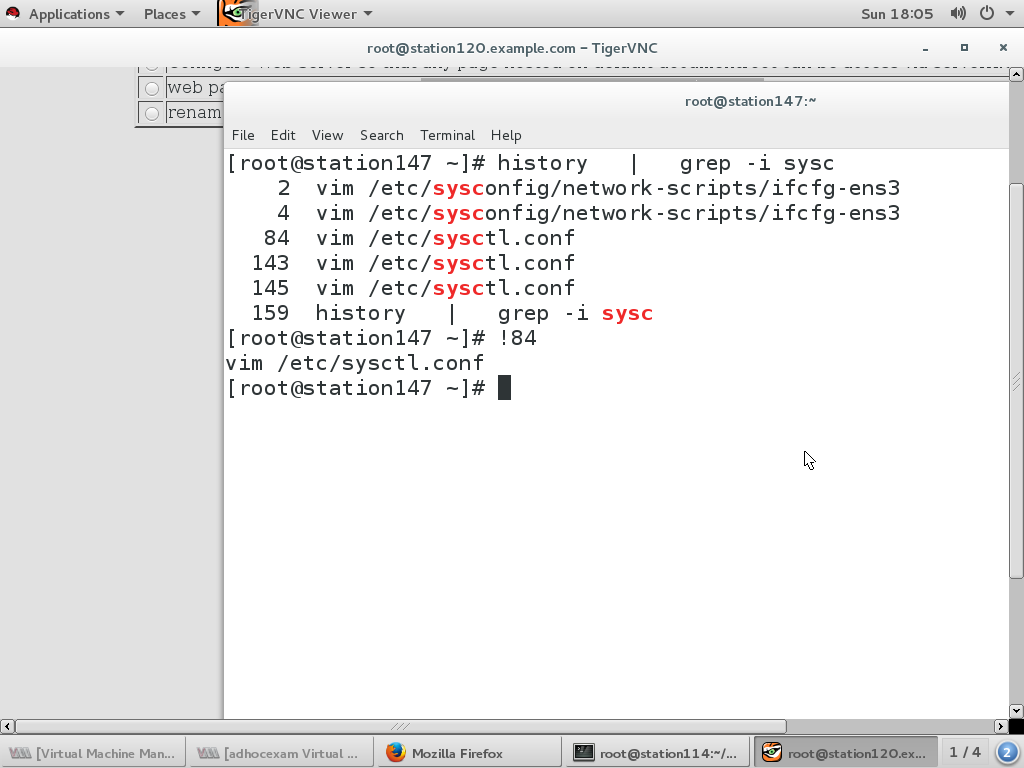 Applications Places TigerVNC Viewer Sun 18:05
root@station120.example.com – TigerVNC
web pa
renam
root@station147:~
File Edit View Search Terminal Help
[root@station147 ~]# history   |   grep -i sysc
    2  vim /etc/sysconfig/network-scripts/ifcfg-ens3
    4  vim /etc/sysconfig/network-scripts/ifcfg-ens3
   84  vim /etc/sysctl.conf
  143  vim /etc/sysctl.conf
  145  vim /etc/sysctl.conf
  159  history   |   grep -i sysc
[root@station147 ~]# !84
vim /etc/sysctl.conf
[root@station147 ~]#
[Virtual Machine Man... [adhocexam Virtual ... Mozilla Firefox root@station114:~/... root@station120.ex... 1 / 4 2